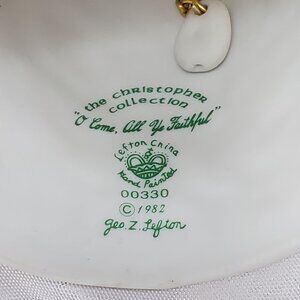 "the christopher
collection
"O Come, All Ye Faithful"
Lefton China
Hand Painted
00330
© 1982
Geo. Z. Lefton